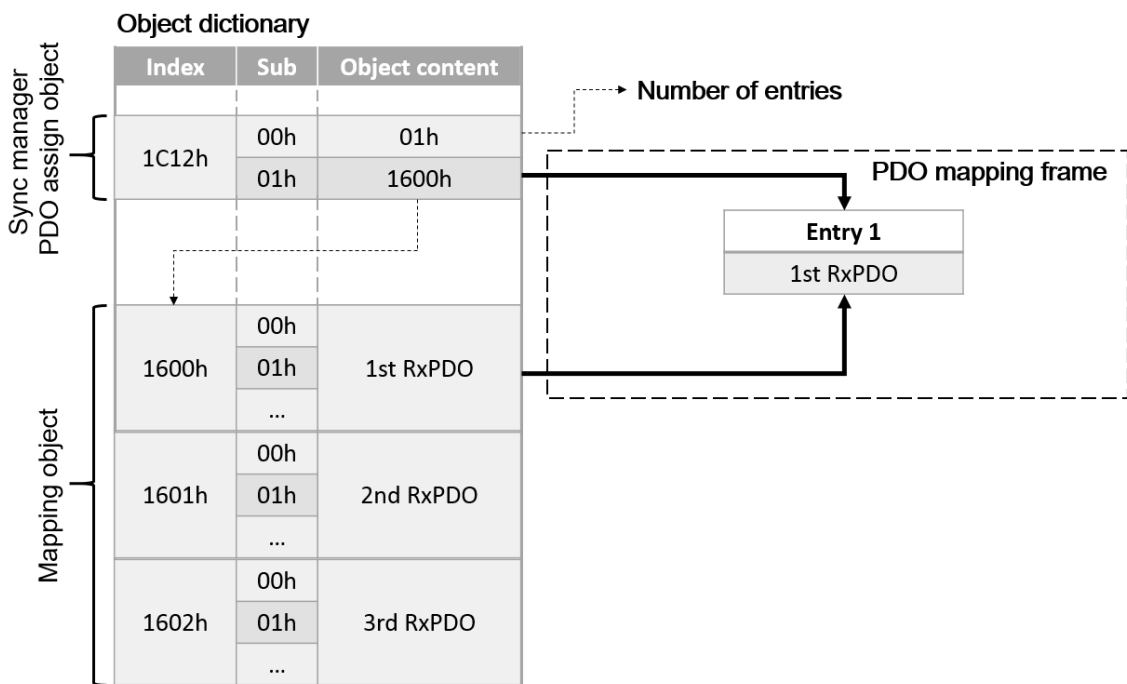 Object dictionary
Index Sub Object content
Number of entries
Sync manager
PDO assign object
1C12h
00h 01h
01h 1600h
PDO mapping frame
Entry 1
1st RxPDO
Mapping object
1600h
00h
01h
...
1st RxPDO
1601h
00h
01h
...
2nd RxPDO
1602h
00h
01h
...
3rd RxPDO